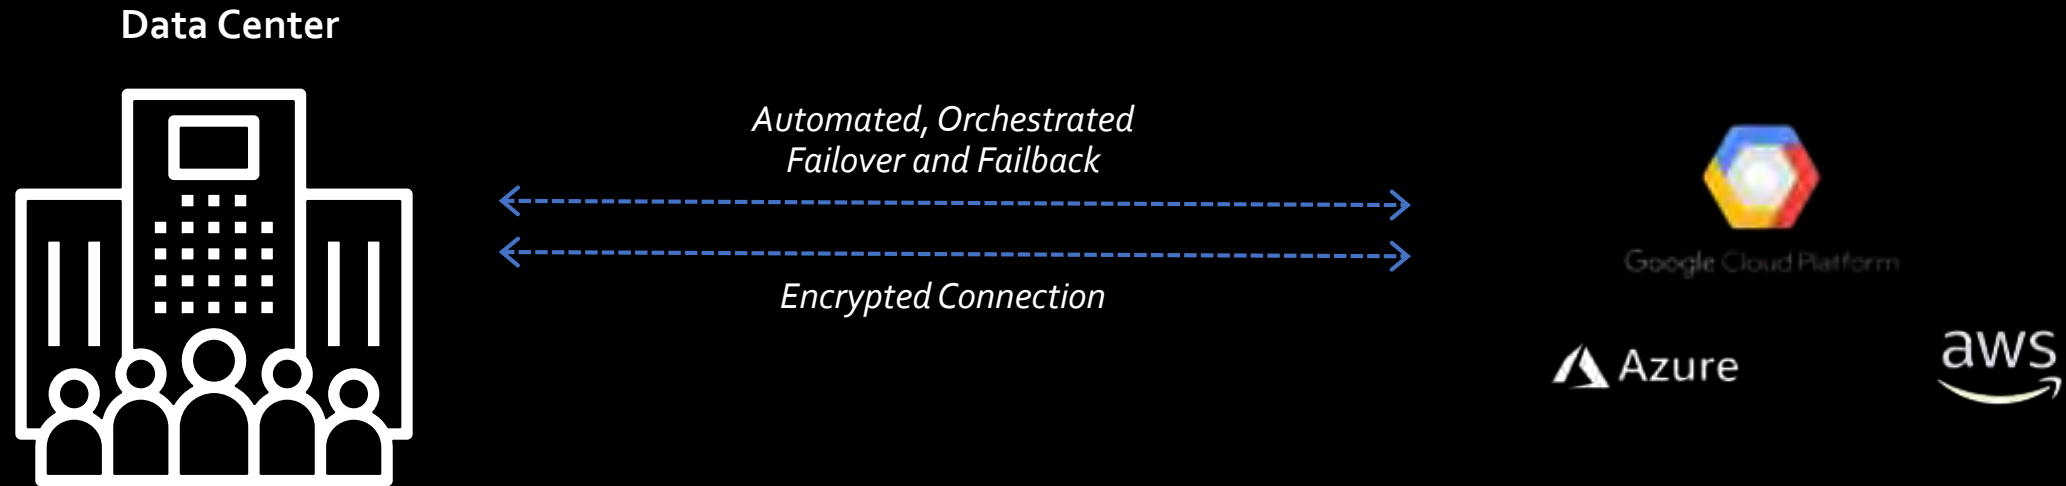 Data Center
Automated, Orchestrated
Failover and Failback
Encrypted Connection
Google Cloud Platform
Azure
aws